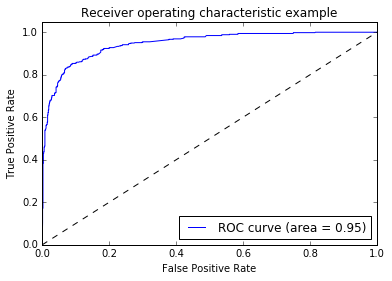 Receiver operating characteristic example
1.0
0.8
0.6
0.4
0.2
0.0
True Positive Rate
ROC curve (area = 0.95)
0.0 0.2 0.4 0.6 0.8 1.0
False Positive Rate